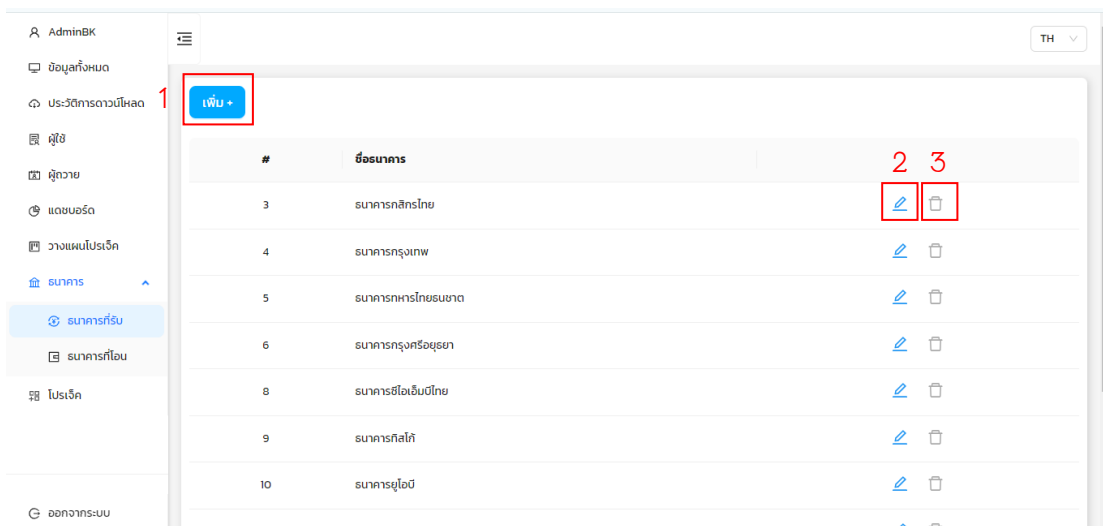 AdminBK
TH
ข้อมูลทั้งหมด
ประวัติการดาวน์โหลด
1
เพิ่ม +
ผู้ใช้
# ชื่อธนาคาร
2 3
ผู้ถวาย
แดชบอร์ด
3 ธนาคารกสิกรไทย
วางแผนโปรเจ็ค
4 ธนาคารกรุงเทพ
ธนาคาร
5 ธนาคารทหารไทยธนชาต
ธนาคารที่รับ
6 ธนาคารกรุงศรีอยุธยา
ธนาคารที่โอน
8 ธนาคารซีไอเอ็มบีไทย
โปรเจ็ค
9 ธนาคารทิสโก้
10 ธนาคารยูโอบี
ออกจากระบบ